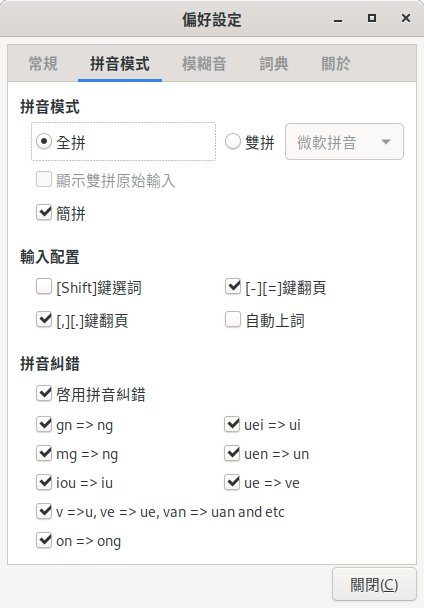 偏好設定
常規 拼音模式 模糊音 詞典 關於
拼音模式
全拼 雙拼 微軟拼音
顯示雙拼原始輸入
簡拼
輸入配置
[Shift]鍵選詞 [-][=]鍵翻頁
[,][.]鍵翻頁 自動上詞
拼音糾錯
啓用拼音糾錯
gn => ng uei => ui
mg => ng uen => un
iou => iu ue => ve
v =>u, ve => ue, van => uan and etc
on => ong
關閉(C)